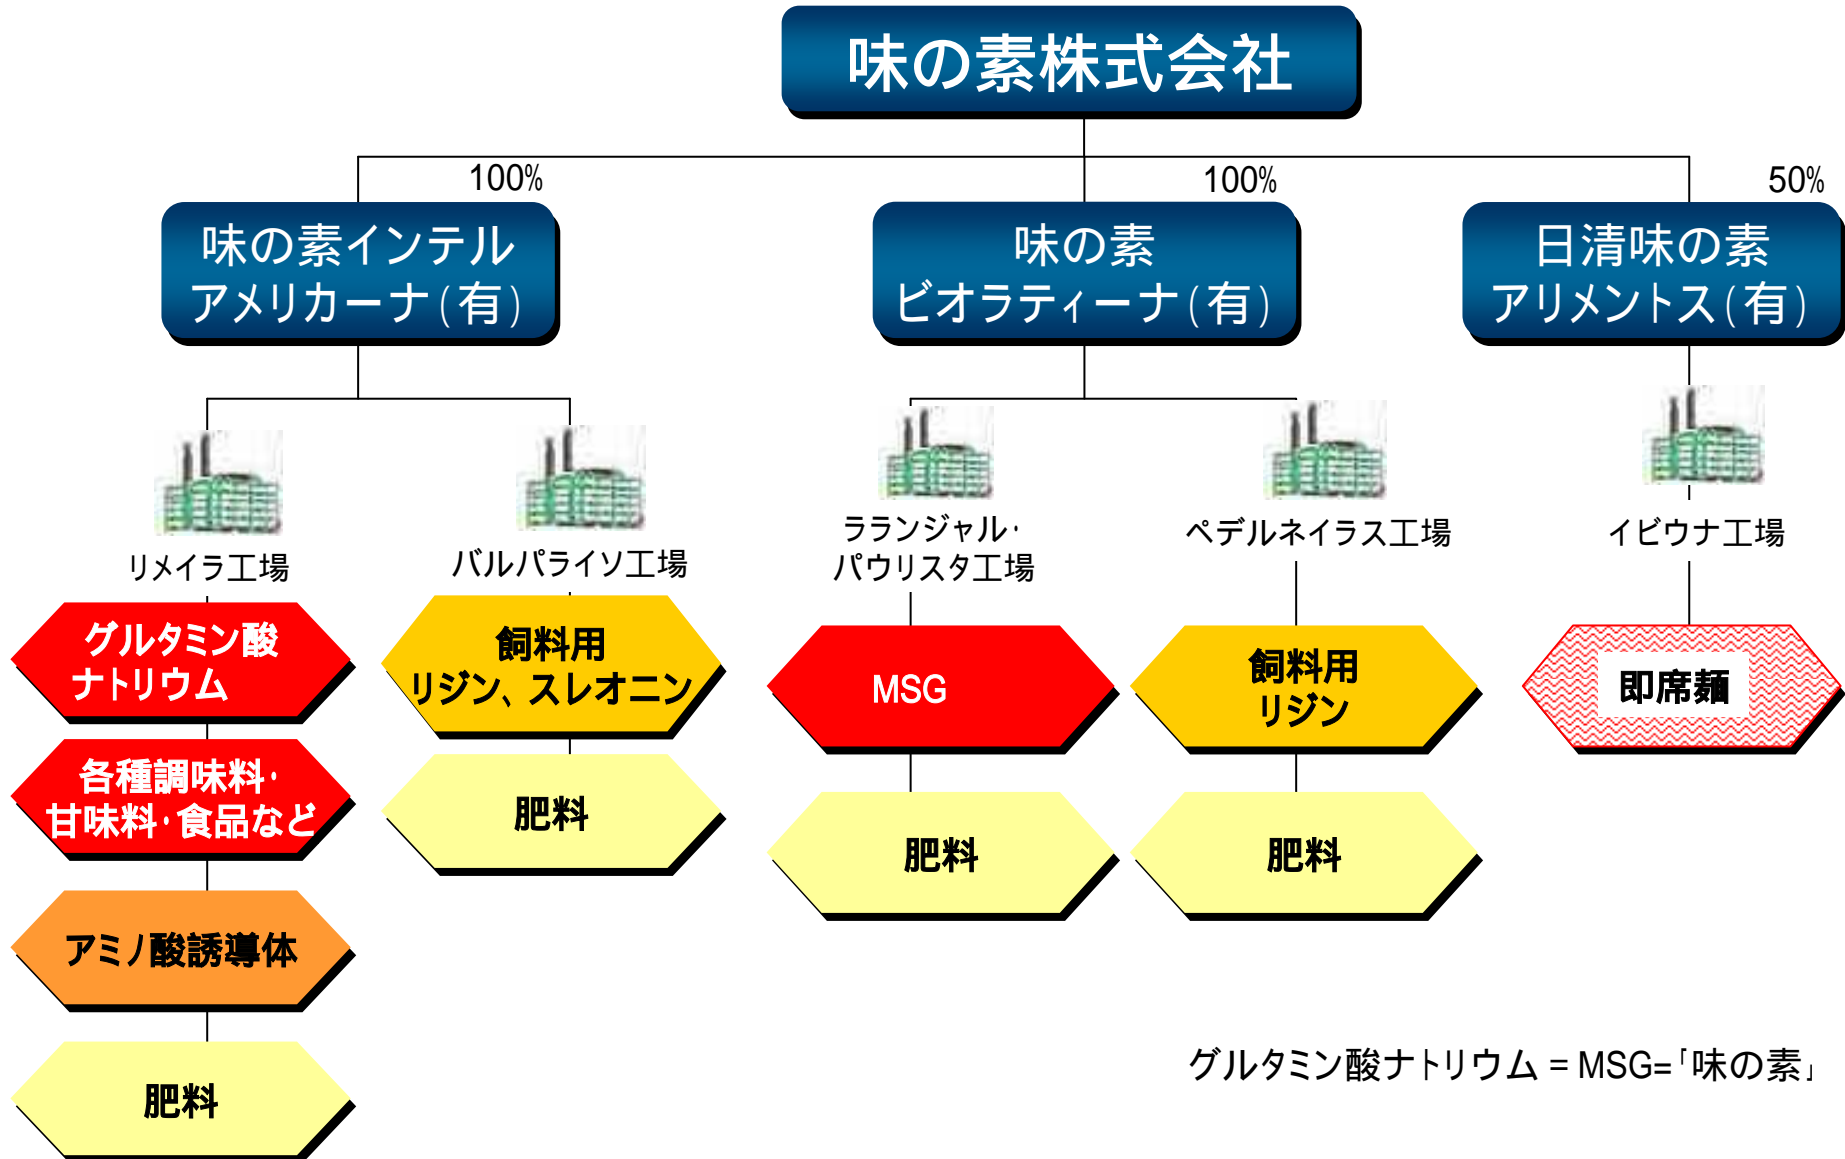 味の素株式会社
100%
100%
50%
味の素インテル
アメリカーナ(有)
味の素
ビオラティーナ(有)
日清味の素
アリメントス(有)
リメイラ工場
バルパライソ工場
ラランジャル・
パウリスタ工場
ペデルネイラス工場
イビウナ工場
グルタミン酸
ナトリウム
各種調味料・
甘味料・食品など
アミノ酸誘導体
肥料
飼料用
リジン、スレオニン
肥料
MSG
肥料
飼料用
リジン
肥料
即席麺
グルタミン酸ナトリウム = MSG=「味の素」